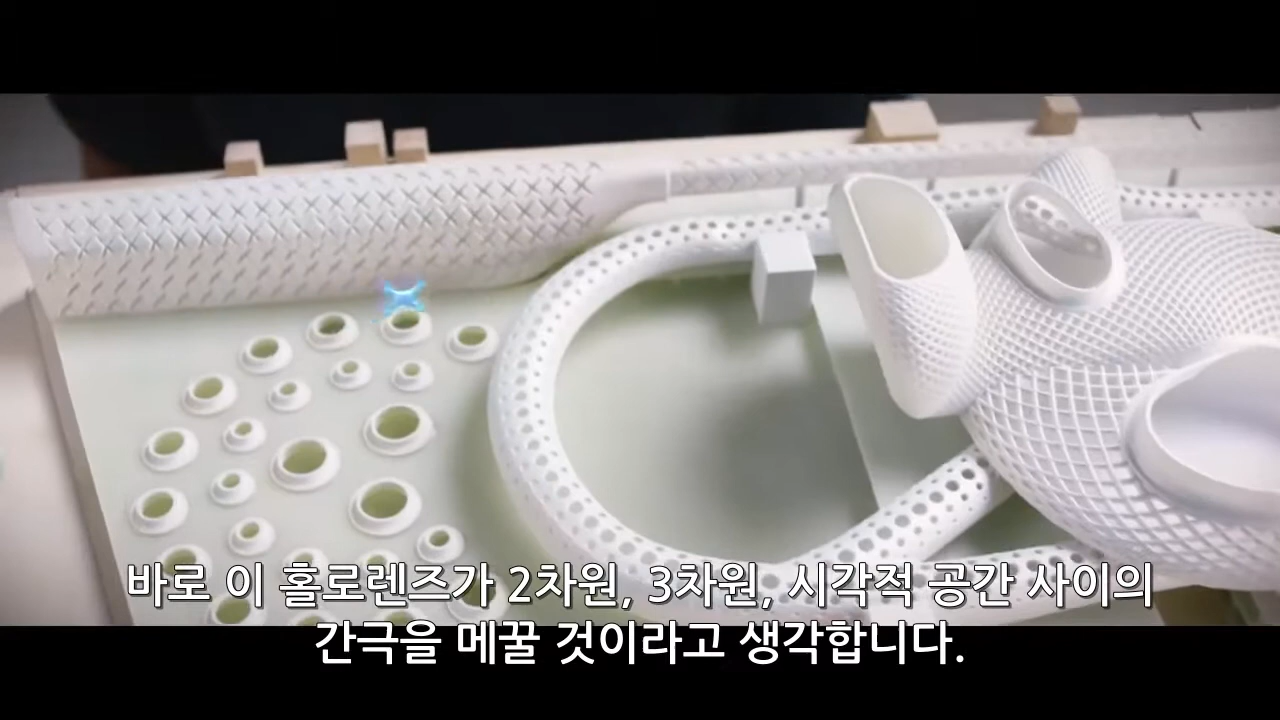 바로 이 홀로렌즈가 2차원, 3차원, 시각적 공간 사이의
간극을 메꿀 것이라고 생각합니다.